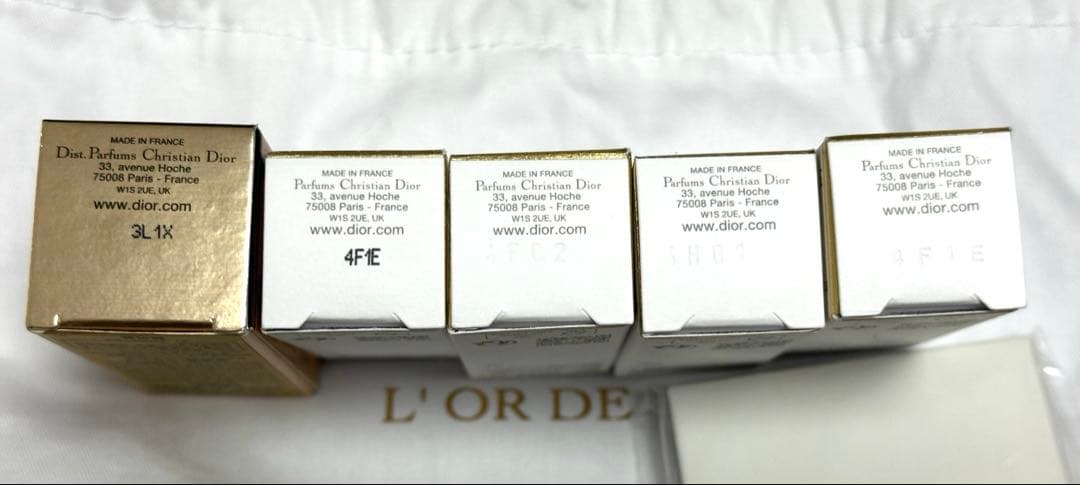 MADE IN FRANCE
Dist. Parfums Christian Dior
33, avenue Hoche
75008 Paris - France
W1S 2UE, UK
www.dior.com
3L1X
MADE IN FRANCE
Parfums Christian Dior
33, avenue Hoche
75008 Paris - France
W1S 2UE, UK
www.dior.com
4F1E
MADE IN FRANCE
Parfums Christian Dior
33, avenue Hoche
75008 Paris - France
W1S 2UE, UK
www.dior.com
MADE IN FRANCE
Parfums Christian Dior
33, avenue Hoche
75008 Paris - France
W1S 2UE, UK
www.dior.com
MADE IN FRANCE
Parfums Christian Dior
33, avenue Hoche
75008 Paris - France
W1S 2UE, UK
www.dior.com
4F1E
L'OR DE